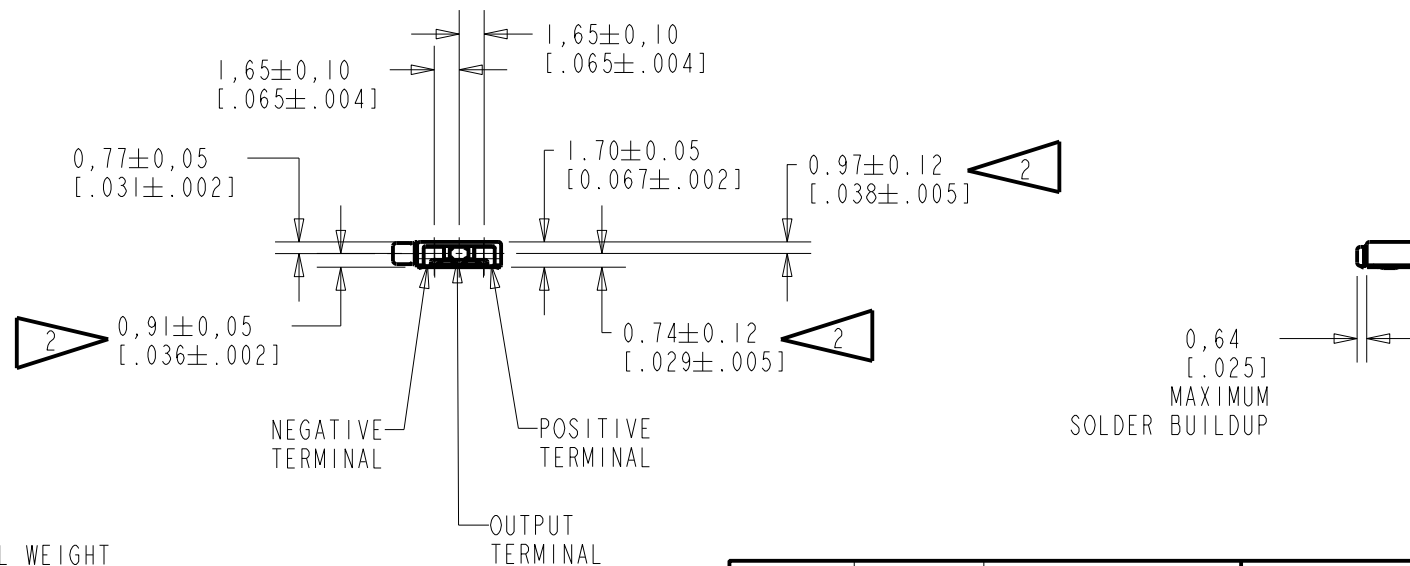 1,65±0,10
[.065±.004]
1,65±0,10
[.065±.004]
0,77±0,05
[.031±.002]
1.70±0.05
[0.067±.002]
0.97±0.12
[.038±.005]
2
2
0,91±0,05
[.036±.002]
0.74±0.12
[.029±.005]
2
0,64
[.025]
MAXIMUM
SOLDER BUILDUP
NEGATIVE
TERMINAL
POSITIVE
TERMINAL
OUTPUT
TERMINAL
L WEIGHT